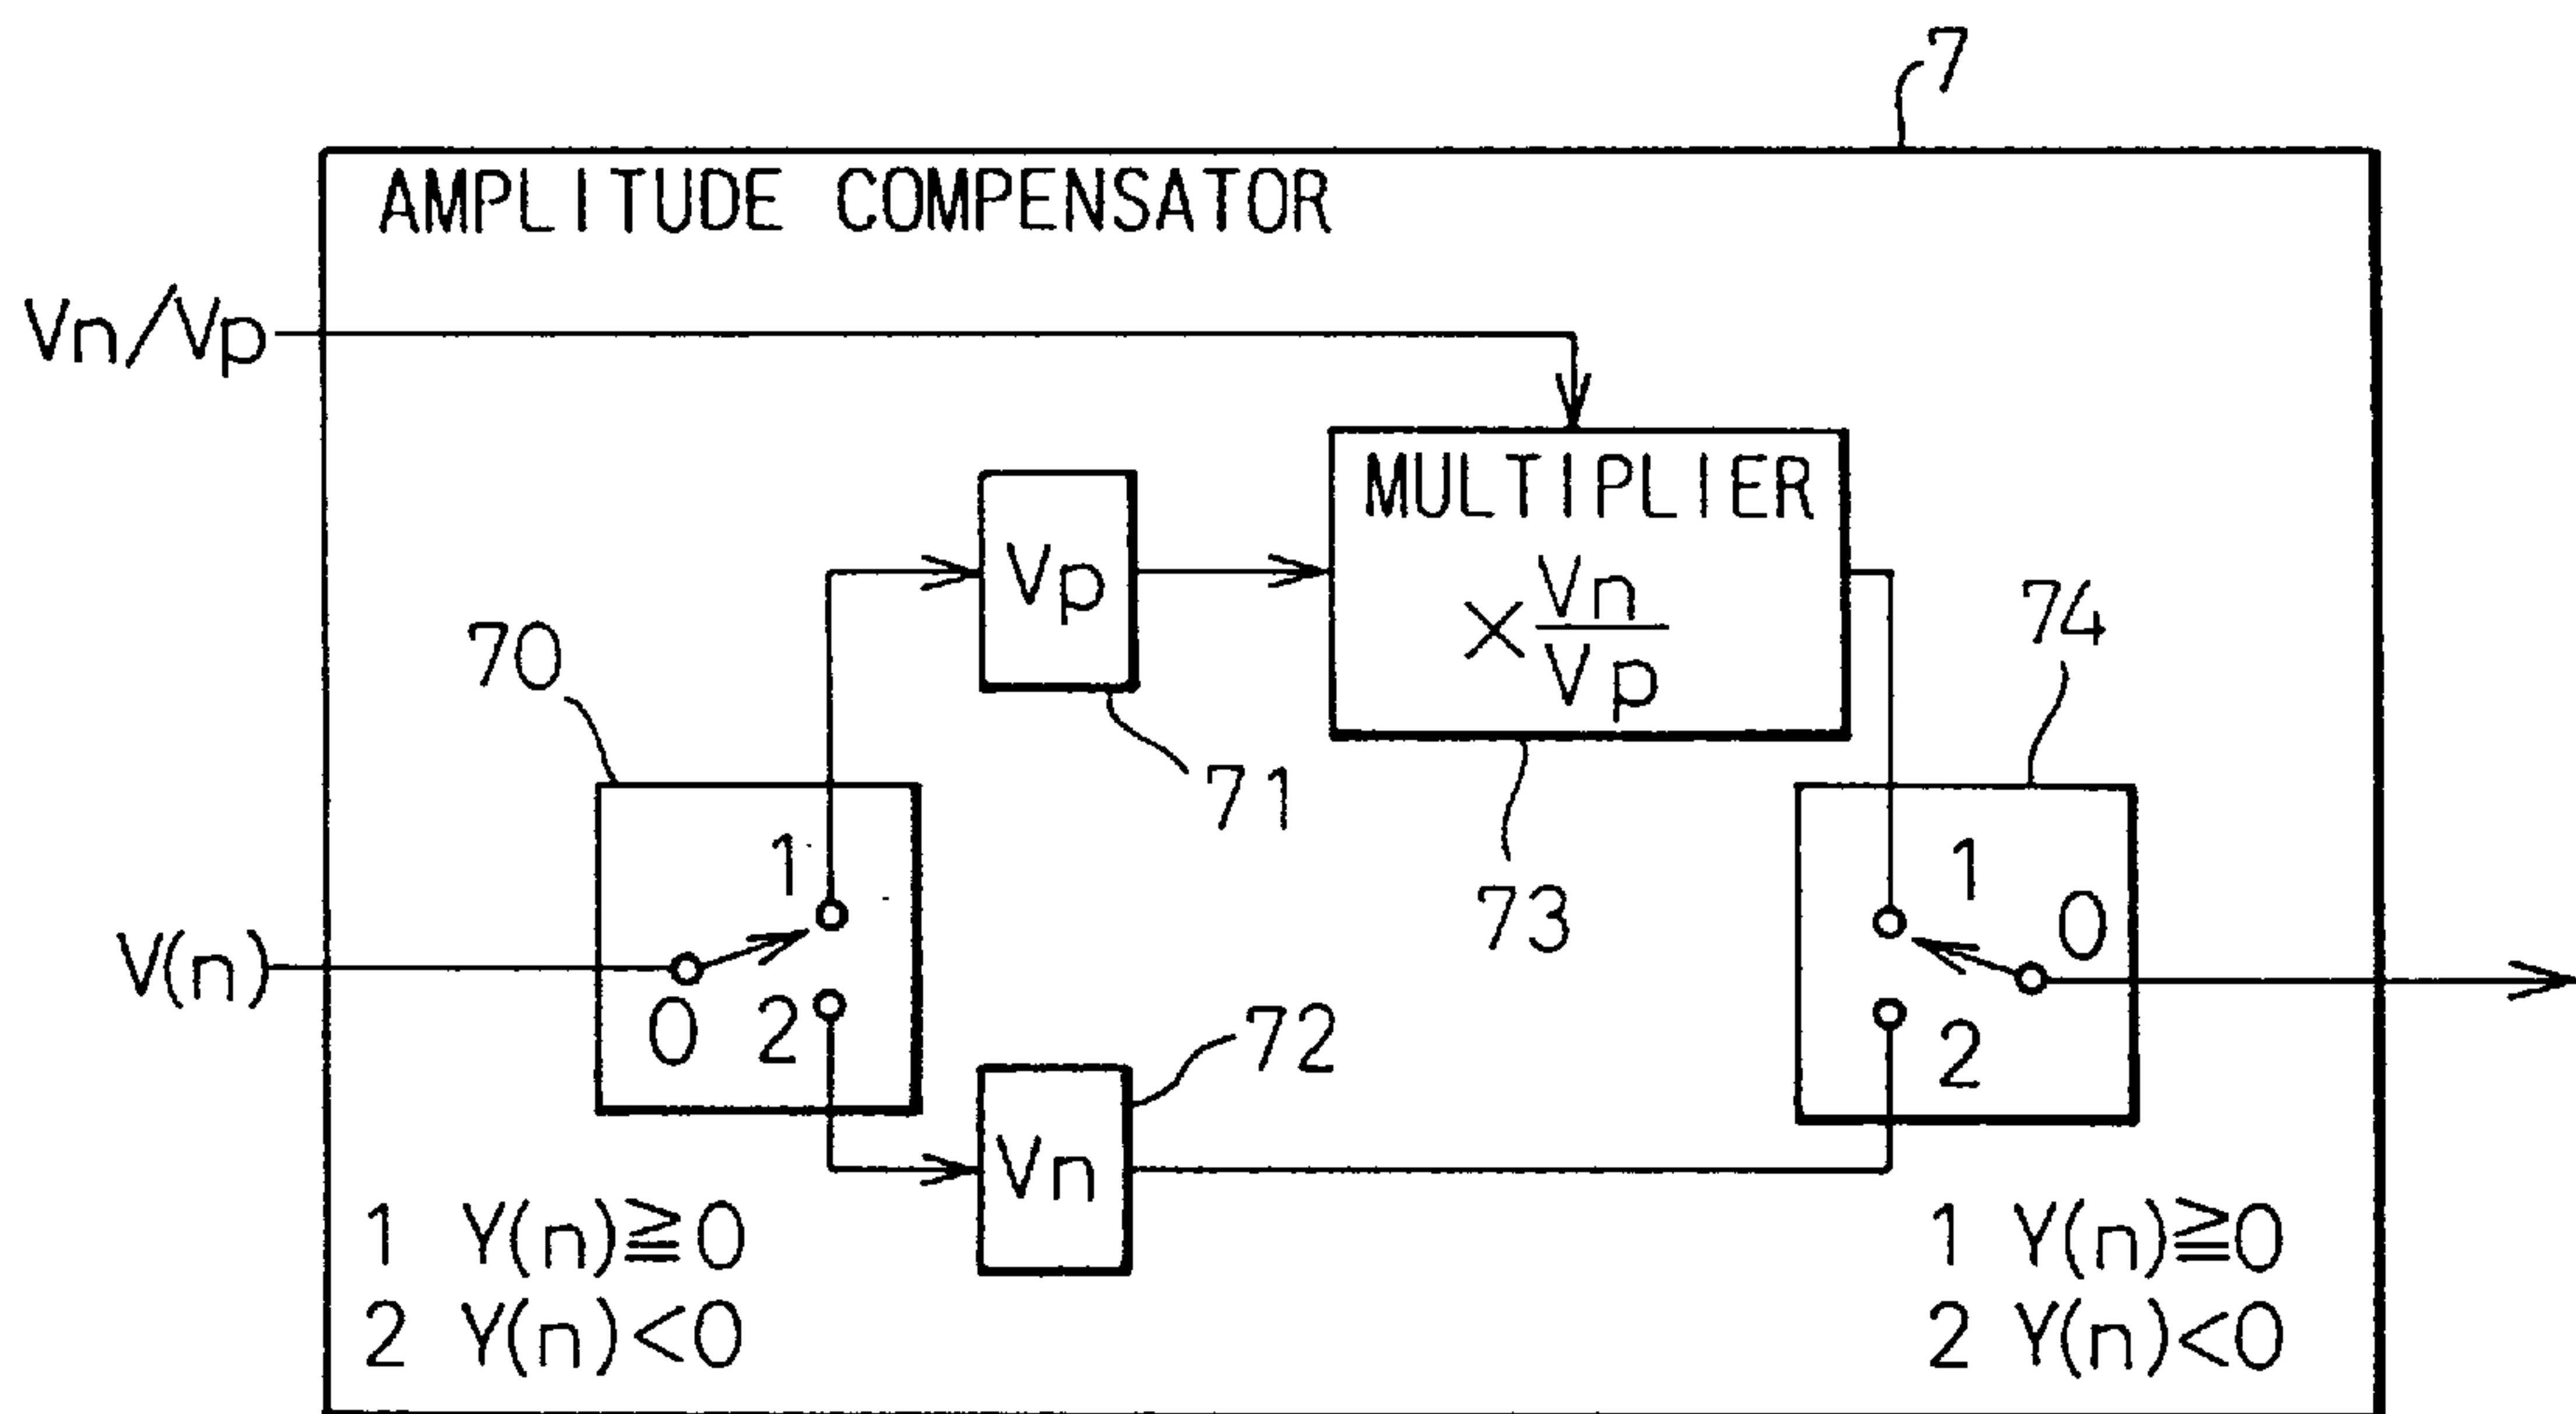 7
AMPLITUDE COMPENSATOR
Vn/Vp
MULTIPLIER
× Vn/Vp
Vp
70
71
73
74
1
0
2
V(n)
1
0
2
72
Vn
1 Y(n)≧0
2 Y(n)<0
1 Y(n)≧0
2 Y(n)<0